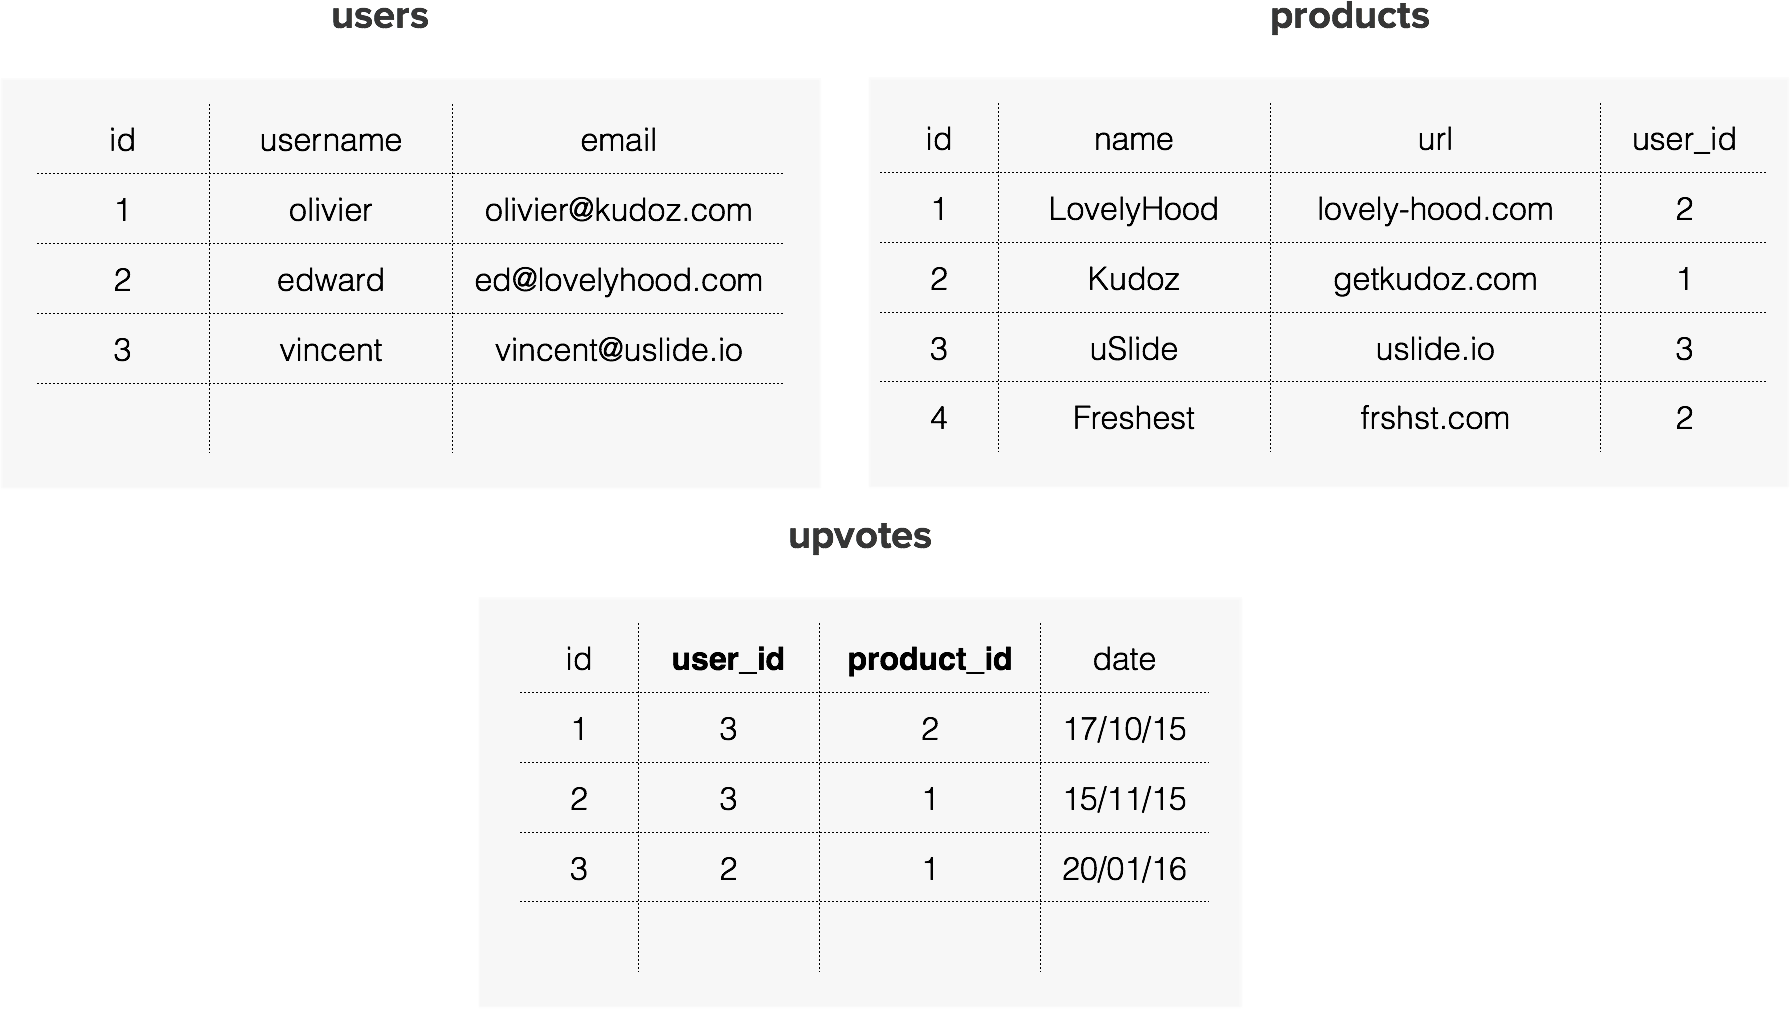 users
id username email
1 olivier olivier@kudoz.com
2 edward ed@lovelyhood.com
3 vincent vincent@uslide.io
products
id name url user_id
1 LovelyHood lovely-hood.com 2
2 Kudoz getkudoz.com 1
3 uSlide uslide.io 3
4 Freshest frshst.com 2
upvotes
id user_id product_id date
1 3 2 17/10/15
2 3 1 15/11/15
3 2 1 20/01/16